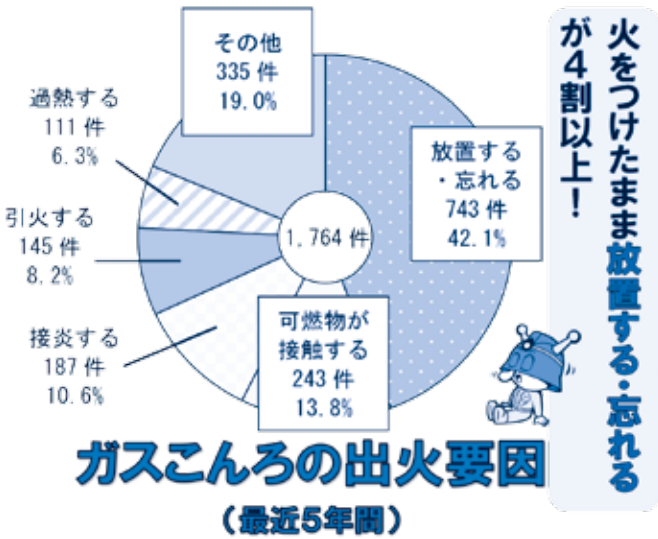 火をつけたまま放置する・忘れる
が4割以上!
その他
335 件
19.0%
過熱する
111 件
6.3%
引火する
145 件
8.2%
接炎する
187 件
10.6%
放置する
・忘れる
743 件
42.1%
1,764 件
可燃物が
接触する
243 件
13.8%
ガスこんろの出火要因
(最近5年間)